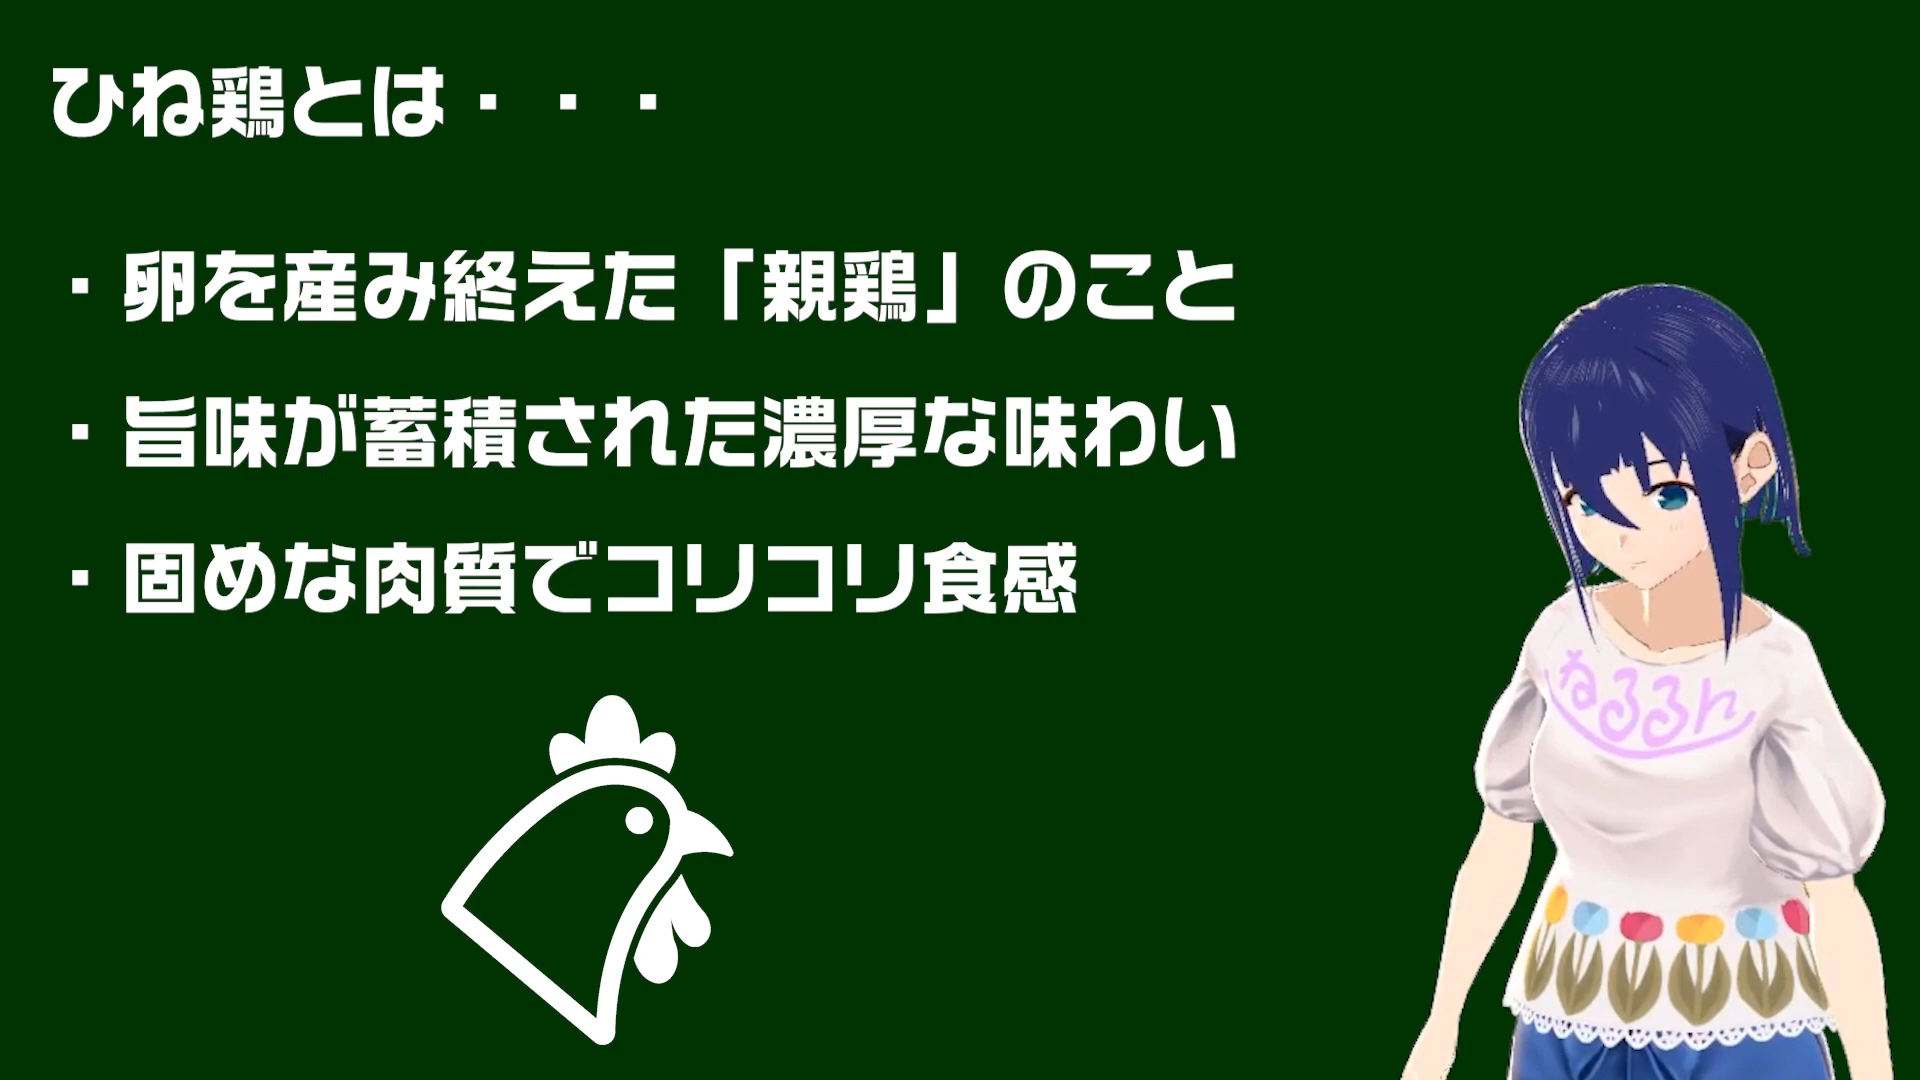 ひね鶏とは・・・
・卵を産み終えた「親鶏」のこと
・旨味が蓄積された濃厚な味わい
・固めな肉質でコリコリ食感
ねるるん